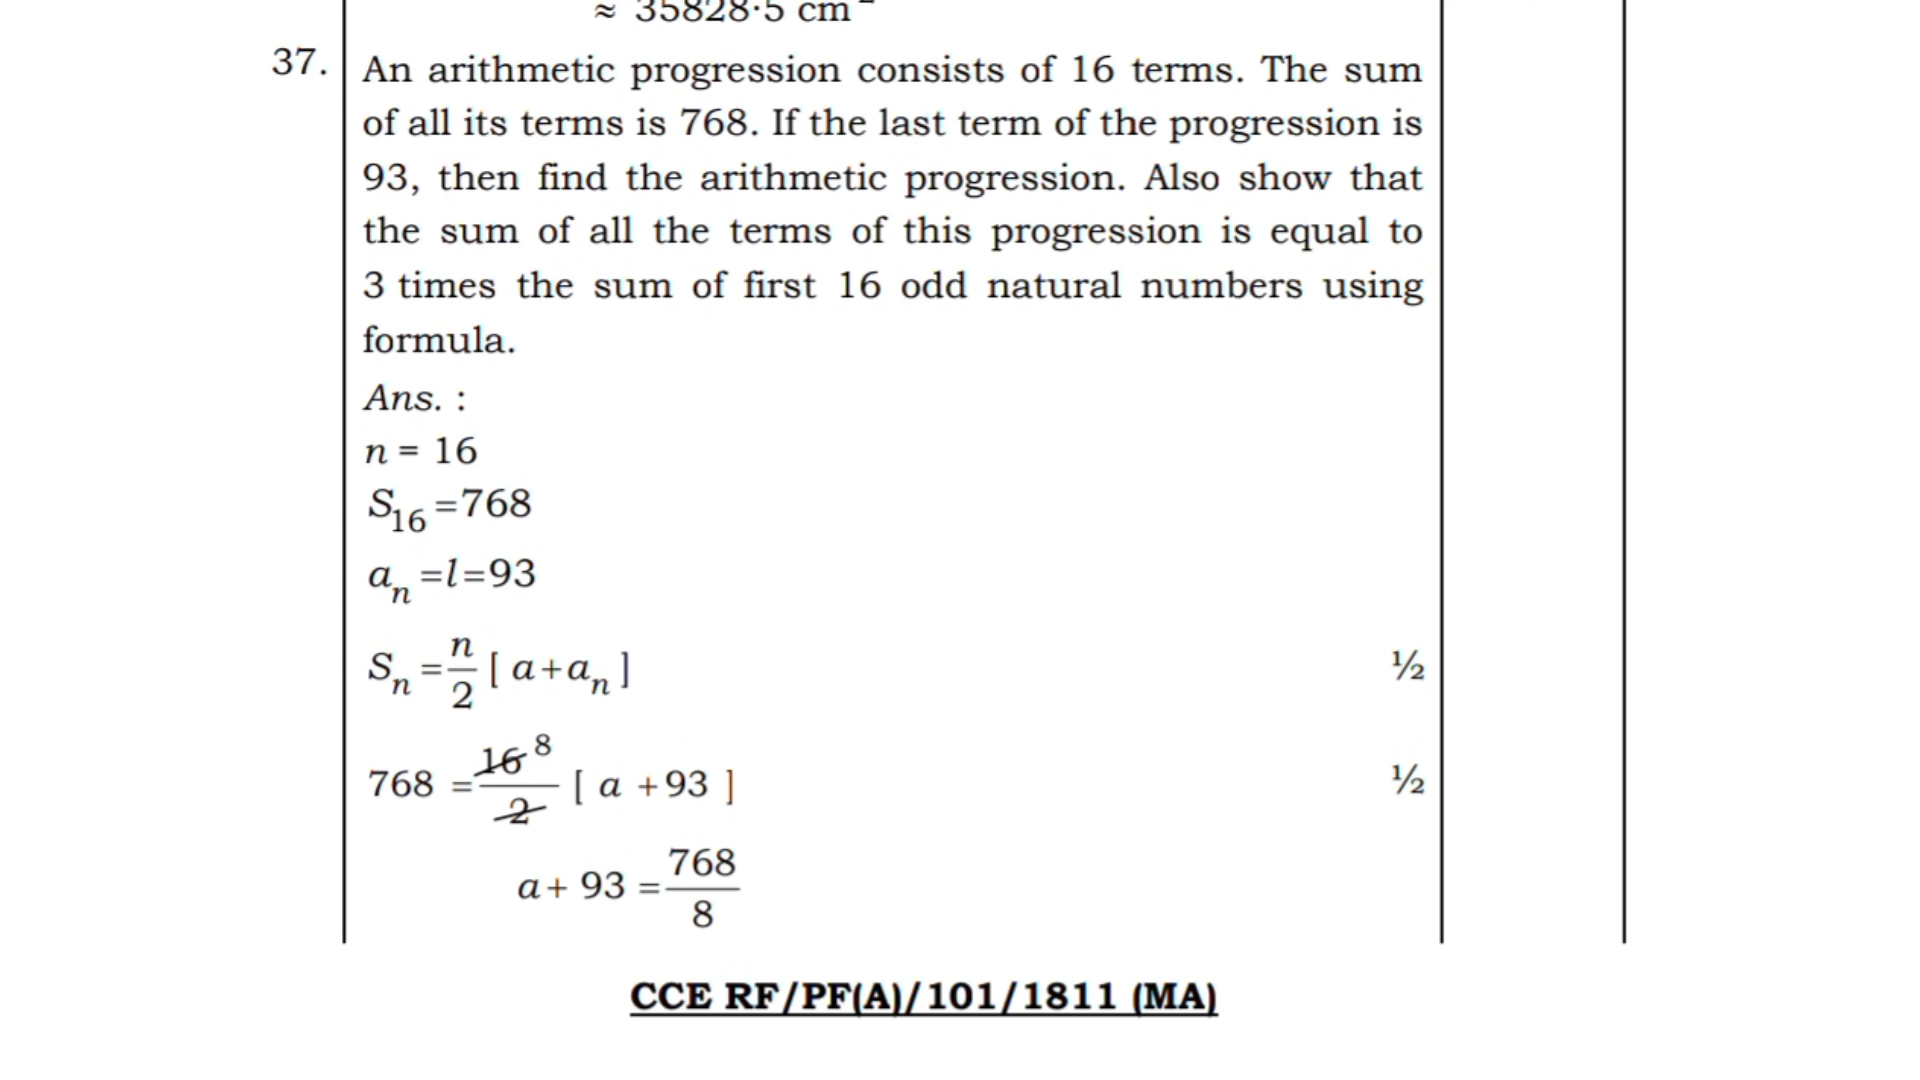 ≈ 35828·5 cm²
37. An arithmetic progression consists of 16 terms. The sum
of all its terms is 768. If the last term of the progression is
93, then find the arithmetic progression. Also show that
the sum of all the terms of this progression is equal to
3 times the sum of first 16 odd natural numbers using
formula.
Ans. :
n = 16
S₁₆ =768
aₙ =l=93
Sₙ = n/2 [ a+aₙ ] ½
768 = 16 8/2 [ a +93 ] ½
a+ 93 = 768/8
CCE RF/PF(A)/101/1811 (MA)